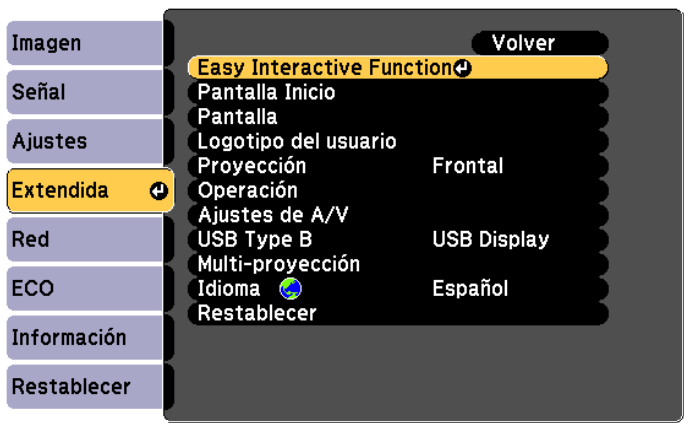 Imagen
Señal
Ajustes
Extendida
Red
ECO
Información
Restablecer
Volver
Easy Interactive Function
Pantalla Inicio
Pantalla
Logotipo del usuario
Proyección Frontal
Operación
Ajustes de A/V
USB Type B USB Display
Multi-proyección
Idioma Español
Restablecer